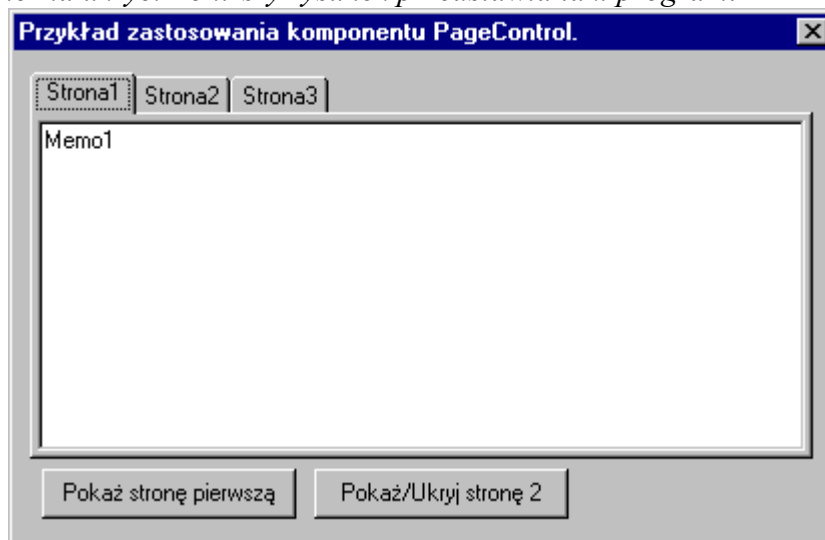 Przykład zastosowania komponentu PageControl.
Strona1 Strona2 Strona3
Memo1
Pokaż stronę pierwszą Pokaż/Ukryj stronę 2